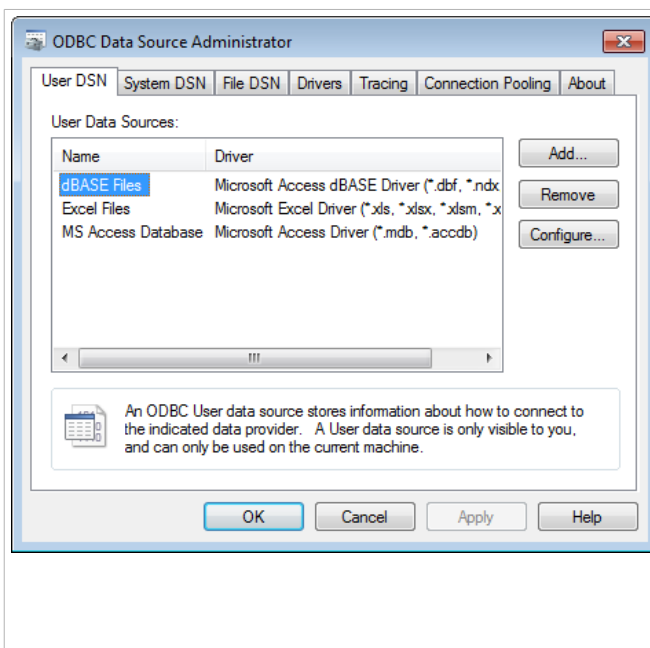 ODBC Data Source Administrator
User DSN System DSN File DSN Drivers Tracing Connection Pooling About
User Data Sources:
Name Driver
Add...
dBASE Files Microsoft Access dBASE Driver (*.dbf, *.ndx
Remove
Excel Files Microsoft Excel Driver (*.xls, *.xlsx, *.xlsm, *.x
MS Access Database Microsoft Access Driver (*.mdb, *.accdb)
Configure...
An ODBC User data source stores information about how to connect to
the indicated data provider. A User data source is only visible to you,
and can only be used on the current machine.
OK Cancel Apply Help